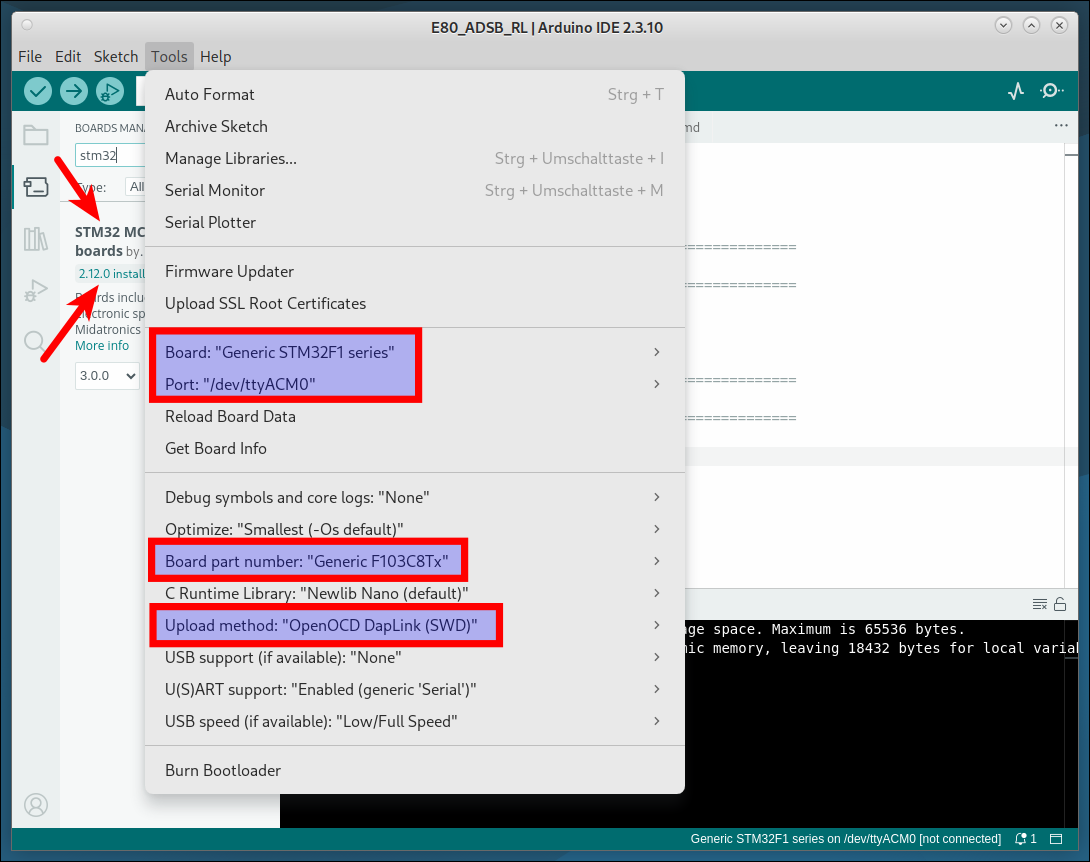 E80_ADSB_RL | Arduino IDE 2.3.10
File Edit Sketch Tools Help
BOARDS MAN
stm32
Type: All
STM32 MC
boards by.
2.12.0 install
Boards inclu
Electronic sp
Midatronics
More info
3.0.0
Auto Format Strg + T
Archive Sketch
Manage Libraries... Strg + Umschalttaste + I
Serial Monitor Strg + Umschalttaste + M
Serial Plotter
Firmware Updater
Upload SSL Root Certificates
Board: "Generic STM32F1 series"
Port: "/dev/ttyACM0"
Reload Board Data
Get Board Info
Debug symbols and core logs: "None"
Optimize: "Smallest (-Os default)"
Board part number: "Generic F103C8Tx"
C Runtime Library: "Newlib Nano (default)"
Upload method: "OpenOCD DapLink (SWD)"
USB support (if available): "None"
U(S)ART support: "Enabled (generic 'Serial')"
USB speed (if available): "Low/Full Speed"
Burn Bootloader
md
==============
==============
==============
==============
ge space. Maximum is 65536 bytes.
ic memory, leaving 18432 bytes for local variab
Generic STM32F1 series on /dev/ttyACM0 [not connected] 1